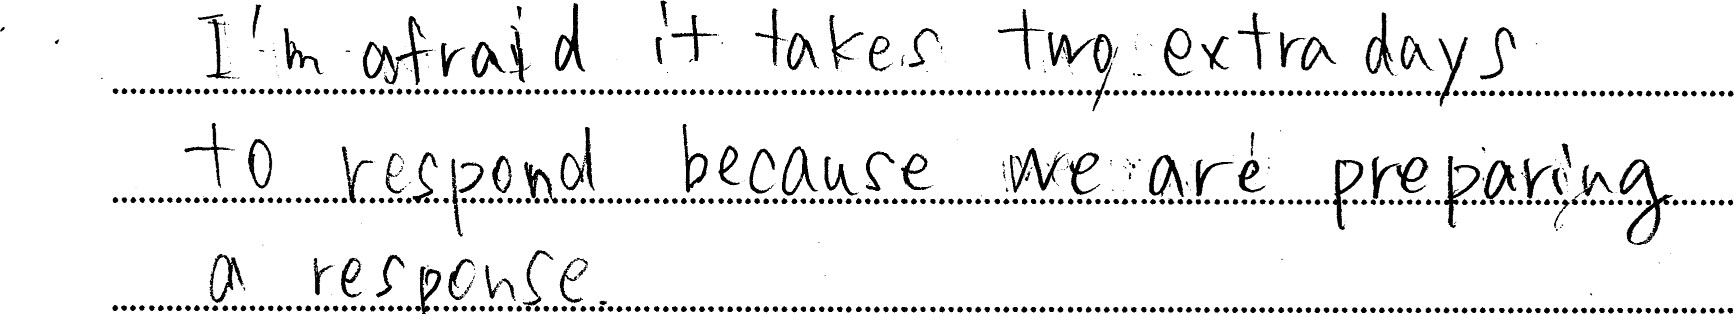 I'm afraid it takes two extra days
to respond because we are preparing
a response.